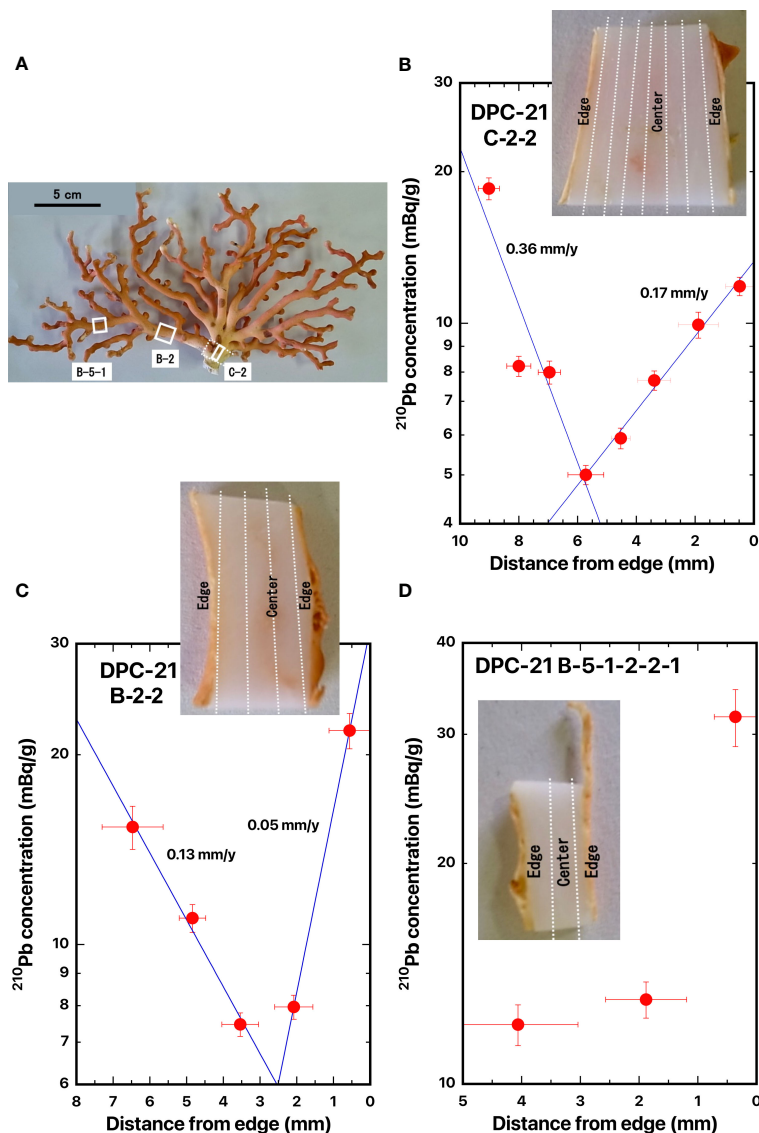 A
5 cm
B-5-1
B-2
C-2
B
DPC-21
C-2-2
Edge
Center
Edge
0.36 mm/y
0.17 mm/y
30
20
10
9
8
7
6
5
4
10
8
6
4
2
0
²¹⁰Pb concentration (mBq/g)
Distance from edge (mm)
C
DPC-21
B-2-2
Edge
Center
Edge
0.13 mm/y
0.05 mm/y
30
20
10
9
8
7
6
8
7
6
5
4
3
2
1
0
²¹⁰Pb concentration (mBq/g)
Distance from edge (mm)
D
DPC-21 B-5-1-2-2-1
Edge
Center
Edge
40
30
20
10
5
4
3
2
1
0
²¹⁰Pb concentration (mBq/g)
Distance from edge (mm)